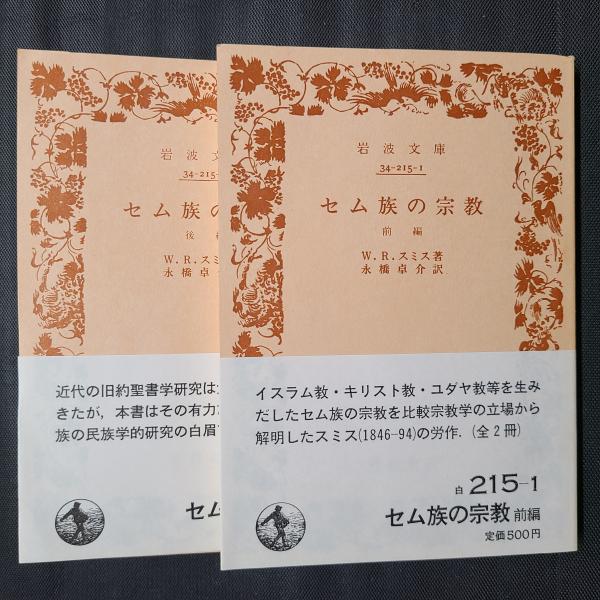 岩波文
34-215-
セム族の
後
W.R.スミ
永橋卓
近代の旧約聖書学研究は
きたが，本書はその有力
族の民族学的研究の白眉
セム
岩波文庫
34-215-1
セム族の宗教
前編
W.R.スミス著
永橋卓介訳
イスラム教・キリスト教・ユダヤ教等を生み
だしたセム族の宗教を比較宗教学の立場から
解明したスミス(1846-94)の労作．(全2冊)
白 215-1
セム族の宗教 前編
定価500円